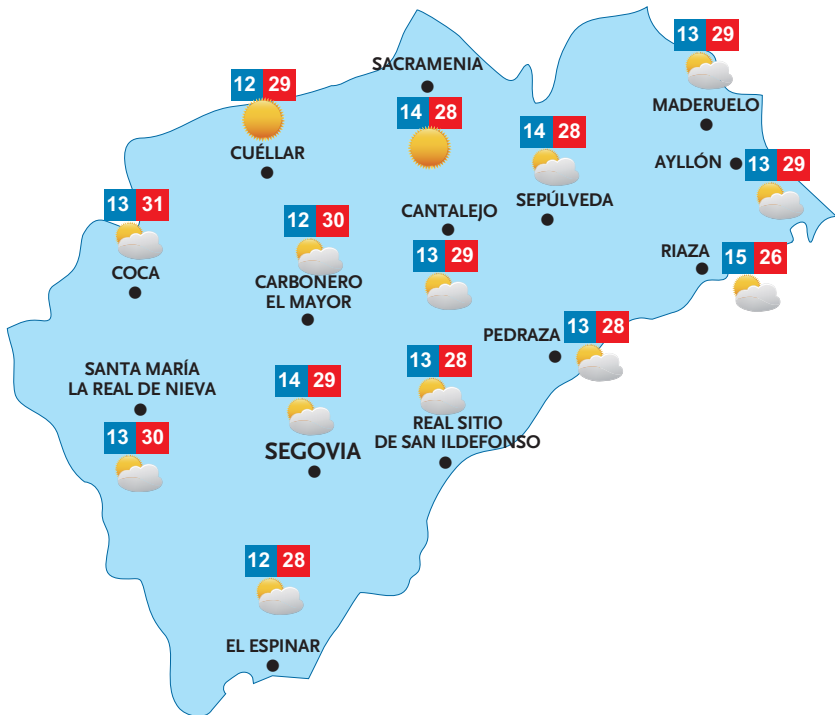 13 29
MADERUELO
SACRAMENIA
14 28
12 29
CUÉLLAR
14 28
SEPÚLVEDA
AYLLÓN
13 29
13 31
COCA
12 30
CARBONERO
EL MAYOR
CANTALEJO
13 29
RIAZA
15 26
PEDRAZA
13 28
SANTA MARÍA
LA REAL DE NIEVA
13 30
14 29
SEGOVIA
13 28
REAL SITIO
DE SAN ILDEFONSO
12 28
EL ESPINAR